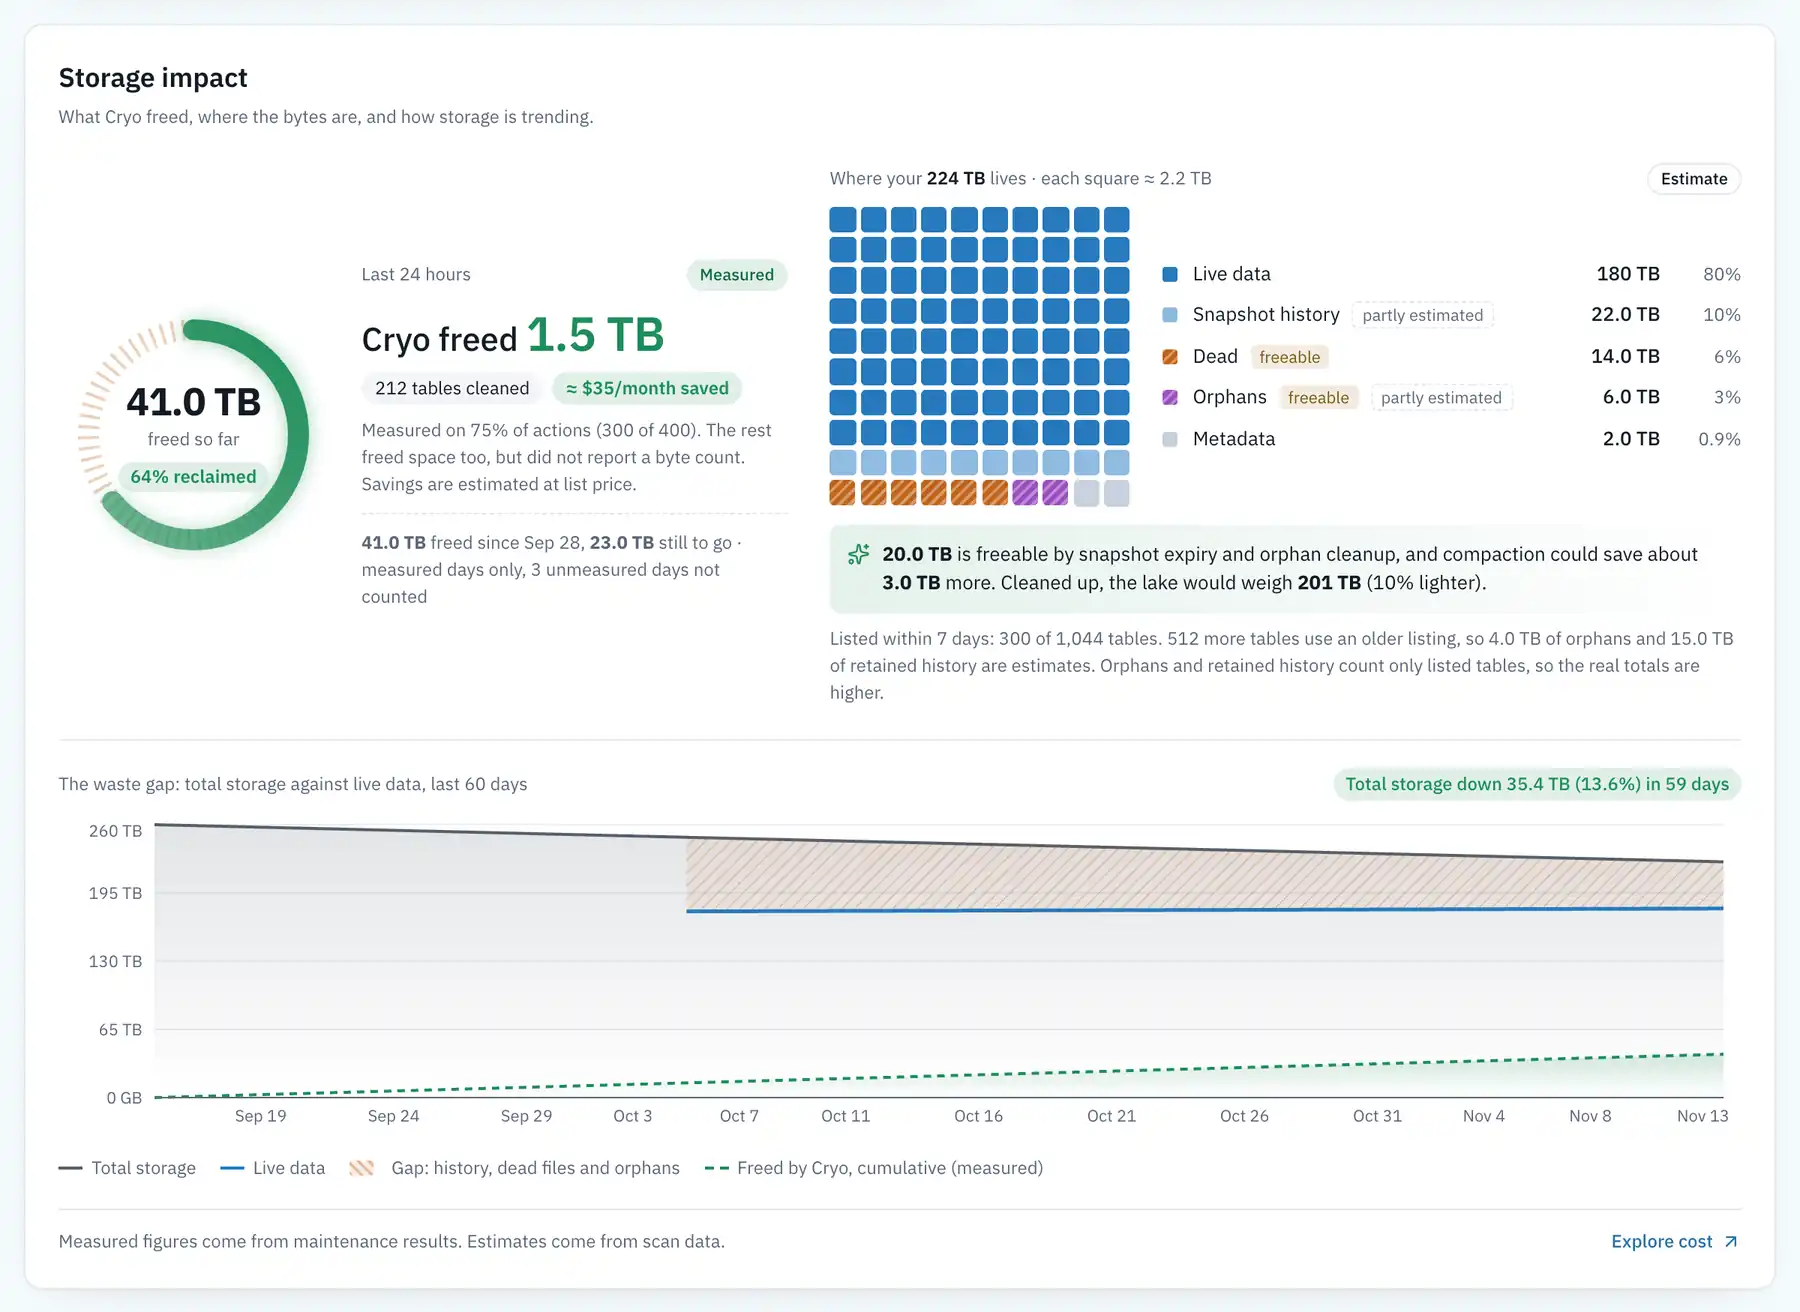 Storage impact
What Cryo freed, where the bytes are, and how storage is trending.
41.0 TB
freed so far
64% reclaimed
Last 24 hours
Measured
Cryo freed 1.5 TB
212 tables cleaned
≈ $35/month saved
Measured on 75% of actions (300 of 400). The rest
freed space too, but did not report a byte count.
Savings are estimated at list price.
41.0 TB freed since Sep 28, 23.0 TB still to go ·
measured days only, 3 unmeasured days not
counted
Where your 224 TB lives · each square ≈ 2.2 TB
Estimate
Live data 180 TB 80%
Snapshot history partly estimated 22.0 TB 10%
Dead freeable 14.0 TB 6%
Orphans freeable partly estimated 6.0 TB 3%
Metadata 2.0 TB 0.9%
20.0 TB is freeable by snapshot expiry and orphan cleanup, and compaction could save about
3.0 TB more. Cleaned up, the lake would weigh 201 TB (10% lighter).
Listed within 7 days: 300 of 1,044 tables. 512 more tables use an older listing, so 4.0 TB of orphans and 15.0 TB
of retained history are estimates. Orphans and retained history count only listed tables, so the real totals are
higher.
The waste gap: total storage against live data, last 60 days
Total storage down 35.4 TB (13.6%) in 59 days
260 TB
195 TB
130 TB
65 TB
0 GB
Sep 19 Sep 24 Sep 29 Oct 3 Oct 7 Oct 11 Oct 16 Oct 21 Oct 26 Oct 31 Nov 4 Nov 8 Nov 13
Total storage Live data Gap: history, dead files and orphans Freed by Cryo, cumulative (measured)
Measured figures come from maintenance results. Estimates come from scan data.
Explore cost ↗